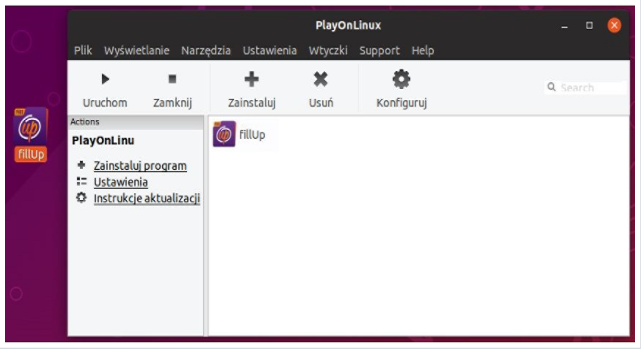 PlayOnLinux
Plik Wyświetlanie Narzędzia Ustawienia Wtyczki Support Help
Uruchom Zamknij Zainstaluj Usuń Konfiguruj
Search
Actions
PlayOnLinu
Zainstaluj program
Ustawienia
Instrukcje aktualizacji
fillUp
up
fillUp